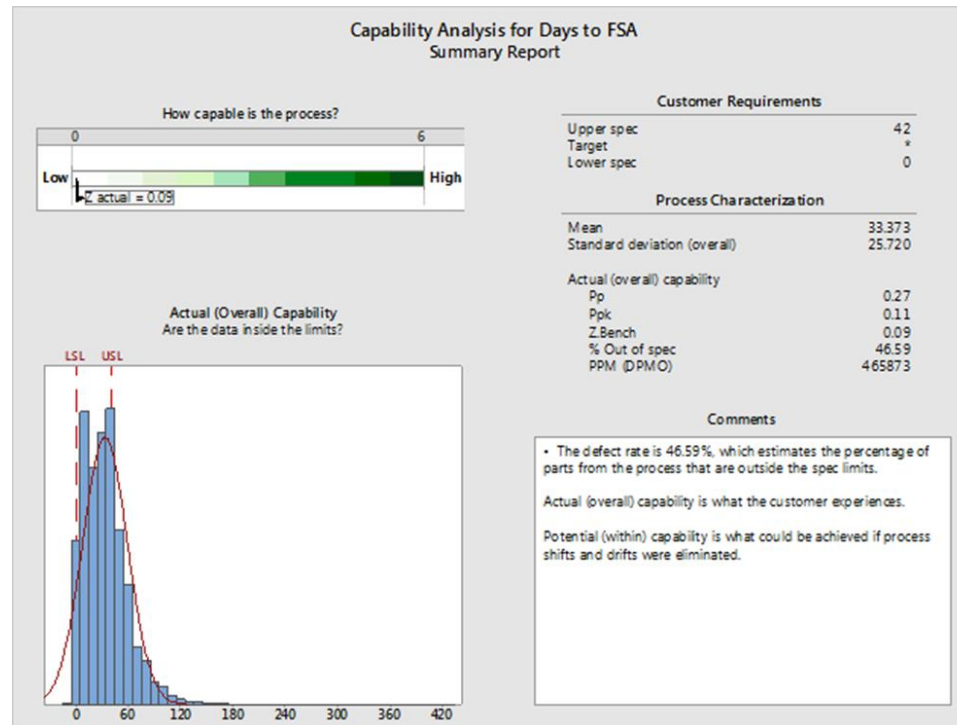 Capability Analysis for Days to FSA
Summary Report
How capable is the process?
0 6
Low High
Z actual = 0.09
Customer Requirements
Upper spec 42
Target *
Lower spec 0
Process Characterization
Mean 33.373
Standard deviation (overall) 25.720
Actual (overall) capability
Pp 0.27
Ppk 0.11
Z.Bench 0.09
% Out of spec 46.59
PPM (DPMO) 465873
Actual (Overall) Capability
Are the data inside the limits?
LSL USL
0 60 120 180 240 300 360 420
Comments
• The defect rate is 46.59%, which estimates the percentage of
parts from the process that are outside the spec limits.
Actual (overall) capability is what the customer experiences.
Potential (within) capability is what could be achieved if process
shifts and drifts were eliminated.